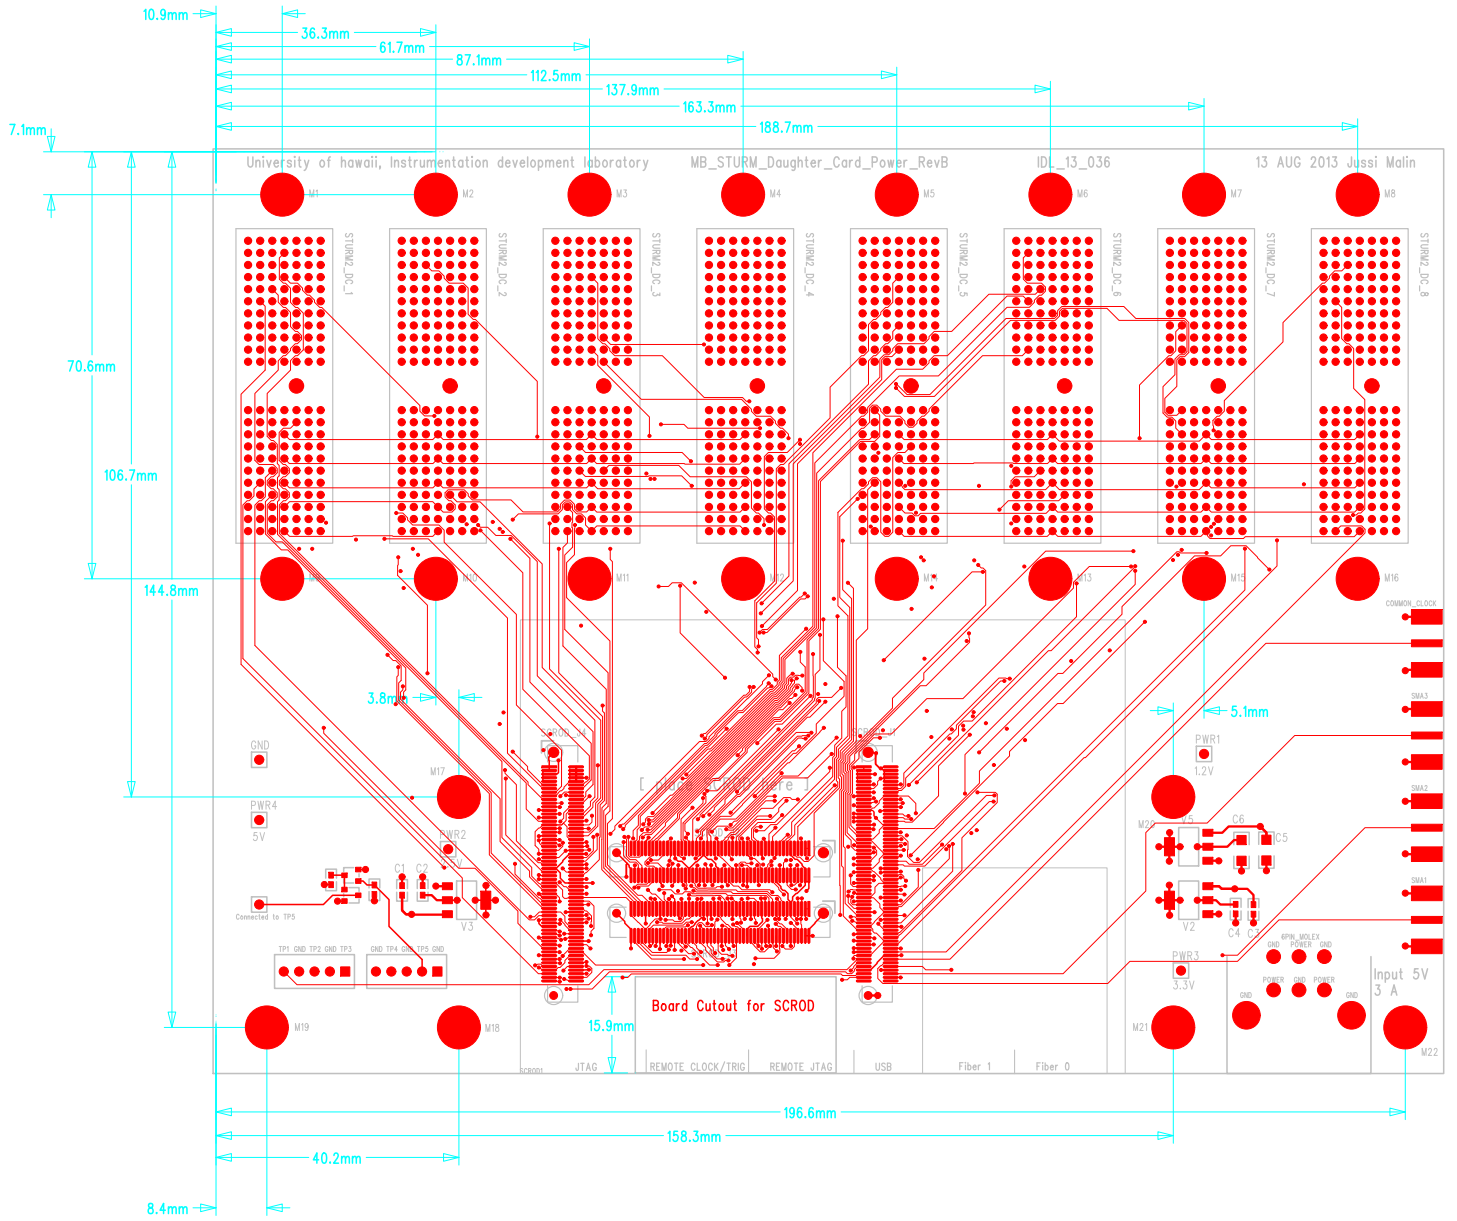 10.9mm
36.3mm
61.7mm
87.1mm
112.5mm
137.9mm
163.3mm
188.7mm
7.1mm
University of hawaii, Instrumentation development laboratory MB_STURM_Daughter_Card_Power_RevB IDL_13_036 13 AUG 2013 Jussi Malin
M1 M2 M3 M4 M5 M6 M7 M8
STURM2_DC_1 STURM2_DC_2 STURM2_DC_3 STURM2_DC_4 STURM2_DC_5 STURM2_DC_6 STURM2_DC_7 STURM2_DC_8
70.6mm
106.7mm
144.8mm
M10 M11 M12 M13 M15 M16
COMMON_CLOCK
3.8mm
5.1mm
SMA3
SCROD_J4
GND
PWR1
1.2V
M17
SMA2
PWR4
5V
PWR2
V5
C6
C5
C1 C2
V3
SMA1
V2
C4
Connected to TP5
TP1 GND TP2 GND TP3
GND TP4 GND TP5 GND
6PIN_MOLEX
GND POWER GND
PWR3
3.3V
POWER GND POWER
GND GND
Input 5V
3 A
Board Cutout for SCROD
15.9mm
M19 M18 M21 M22
SCROD1
JTAG REMOTE CLOCK/TRIG REMOTE JTAG USB Fiber 1 Fiber 0
196.6mm
158.3mm
40.2mm
8.4mm